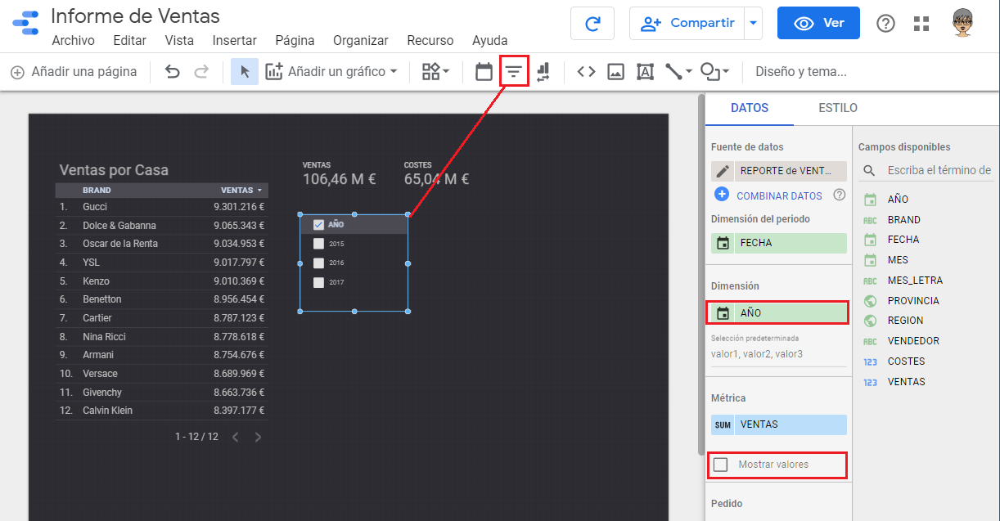 Informe de Ventas
Archivo Editar Vista Insertar Página Organizar Recurso Ayuda
Compartir
Ver
Añadir una página
Añadir un gráfico
Diseño y tema...
Ventas por Casa
BRAND VENTAS
1. Gucci 9.301.216 €
2. Dolce & Gabanna 9.065.343 €
3. Oscar de la Renta 9.034.953 €
4. YSL 9.017.797 €
5. Kenzo 9.010.369 €
6. Benetton 8.956.454 €
7. Cartier 8.787.123 €
8. Nina Ricci 8.778.618 €
9. Armani 8.754.676 €
10. Versace 8.689.969 €
11. Givenchy 8.663.736 €
12. Calvin Klein 8.397.177 €
1 - 12 / 12
VENTAS
106,46 M €
COSTES
65,04 M €
AÑO
2015
2016
2017
DATOS ESTILO
Fuente de datos
REPORTE de VENT...
COMBINAR DATOS
Dimensión del periodo
FECHA
Dimensión
AÑO
Selección predeterminada
valor1, valor2, valor3
Métrica
SUM VENTAS
Mostrar valores
Pedido
Campos disponibles
Escriba el término de
AÑO
ABC BRAND
FECHA
MES
ABC MES_LETRA
PROVINCIA
REGION
ABC VENDEDOR
123 COSTES
123 VENTAS